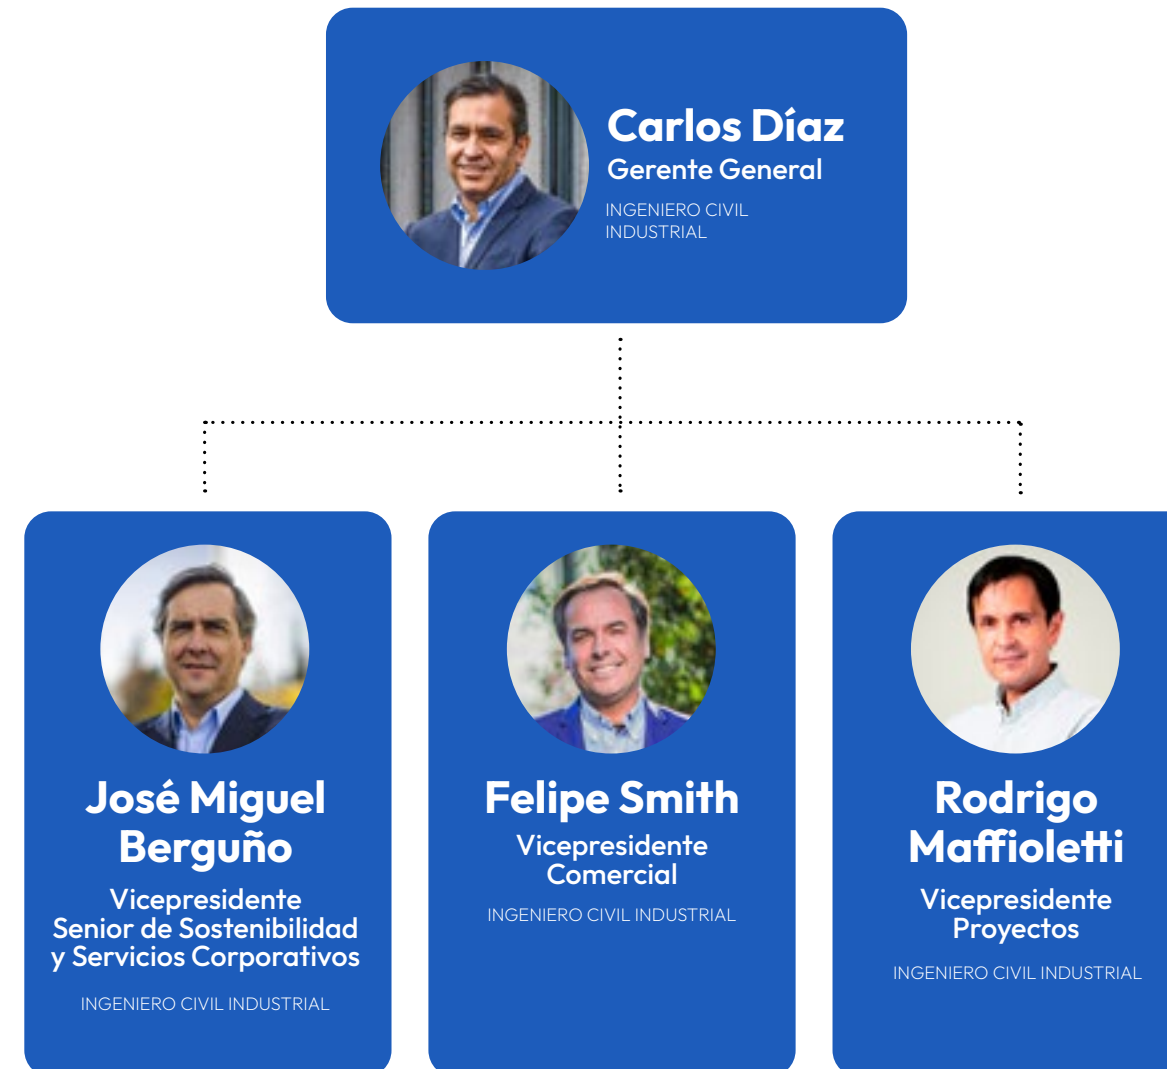 Carlos Díaz
Gerente General
INGENIERO CIVIL
INDUSTRIAL
José Miguel
Berguño
Vicepresidente
Senior de Sostenibilidad
y Servicios Corporativos
INGENIERO CIVIL INDUSTRIAL
Felipe Smith
Vicepresidente
Comercial
INGENIERO CIVIL INDUSTRIAL
Rodrigo
Maffioletti
Vicepresidente
Proyectos
INGENIERO CIVIL INDUSTRIAL